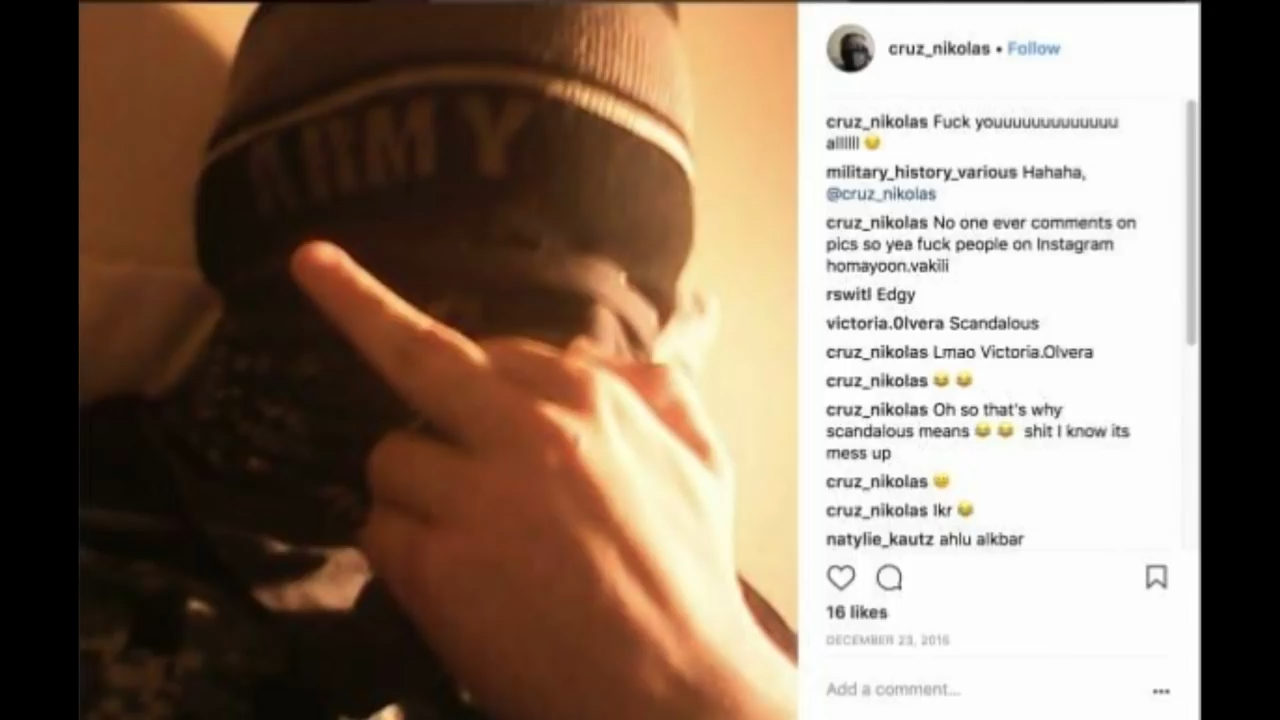 ARMY
cruz_nikolas • Follow
cruz_nikolas Fuck youuuuuuuuuuuuuu
allllll 😂
military_history_various Hahaha,
@cruz_nikolas
cruz_nikolas No one ever comments on
pics so yea fuck people on Instagram
homayoon.vakili
rswitl Edgy
victoria.0lvera Scandalous
cruz_nikolas Lmao Victoria.Olvera
cruz_nikolas 😂 😂
cruz_nikolas Oh so that's why
scandalous means 😂 😂 shit I know its
mess up
cruz_nikolas 😁
cruz_nikolas Ikr 😂
natylie_kautz ahlu alkbar
16 likes
DECEMBER 23, 2016
Add a comment...